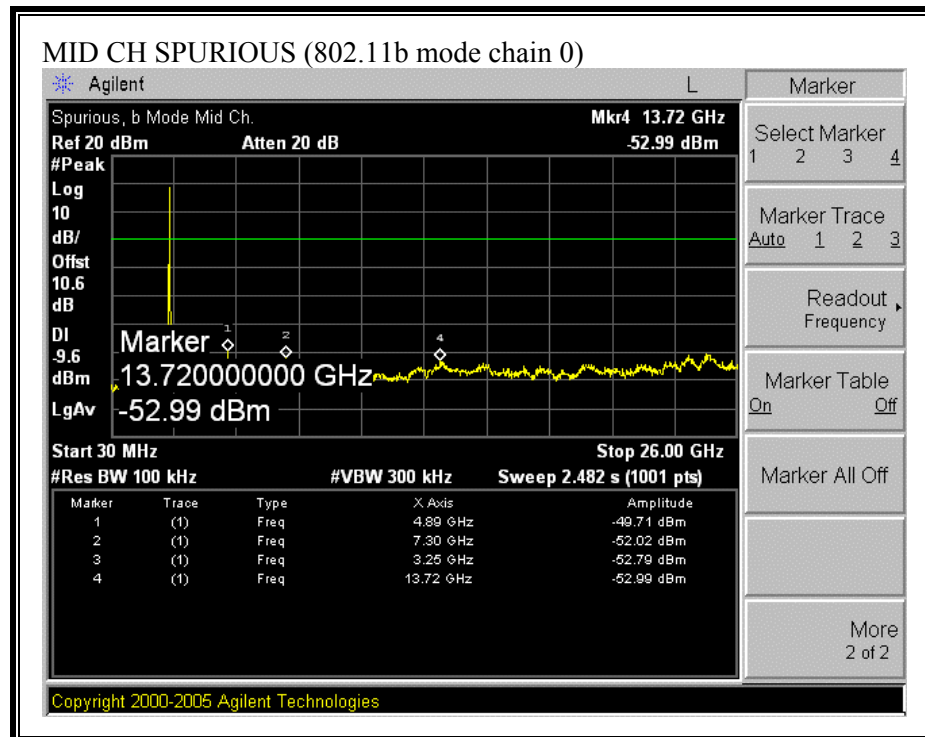 MID CH SPURIOUS (802.11b mode chain 0)
Agilent L
Spurious, b Mode Mid Ch. Mkr4 13.72 GHz
Ref 20 dBm Atten 20 dB -52.99 dBm
#Peak
Log
10
dB/
Offst
10.6
dB
DI
-9.6
dBm
LgAv
1
2
4
Marker
13.720000000 GHz
-52.99 dBm
Start 30 MHz Stop 26.00 GHz
#Res BW 100 kHz #VBW 300 kHz Sweep 2.482 s (1001 pts)
Marker Trace Type X Axis Amplitude
1 (1) Freq 4.89 GHz -49.71 dBm
2 (1) Freq 7.30 GHz -52.02 dBm
3 (1) Freq 3.25 GHz -52.79 dBm
4 (1) Freq 13.72 GHz -52.99 dBm
Copyright 2000-2005 Agilent Technologies
Marker
Select Marker
1 2 3 4
Marker Trace
Auto 1 2 3
Readout
Frequency
Marker Table
On Off
Marker All Off
More
2 of 2